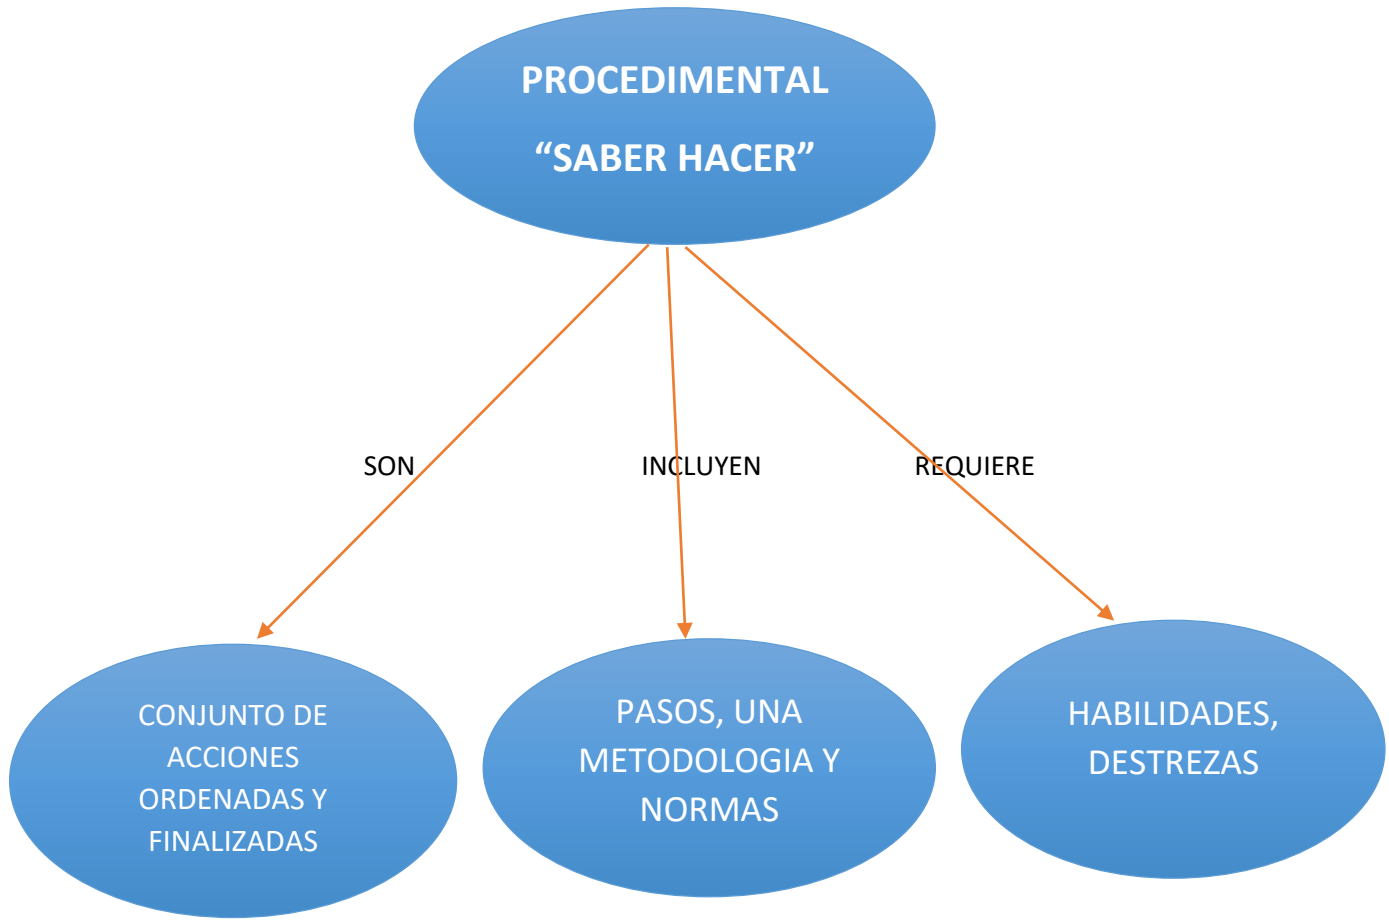 PROCEDIMENTAL
“SABER HACER”
SON
INCLUYEN
REQUIERE
CONJUNTO DE
ACCIONES
ORDENADAS Y
FINALIZADAS
PASOS, UNA
METODOLOGIA Y
NORMAS
HABILIDADES,
DESTREZAS